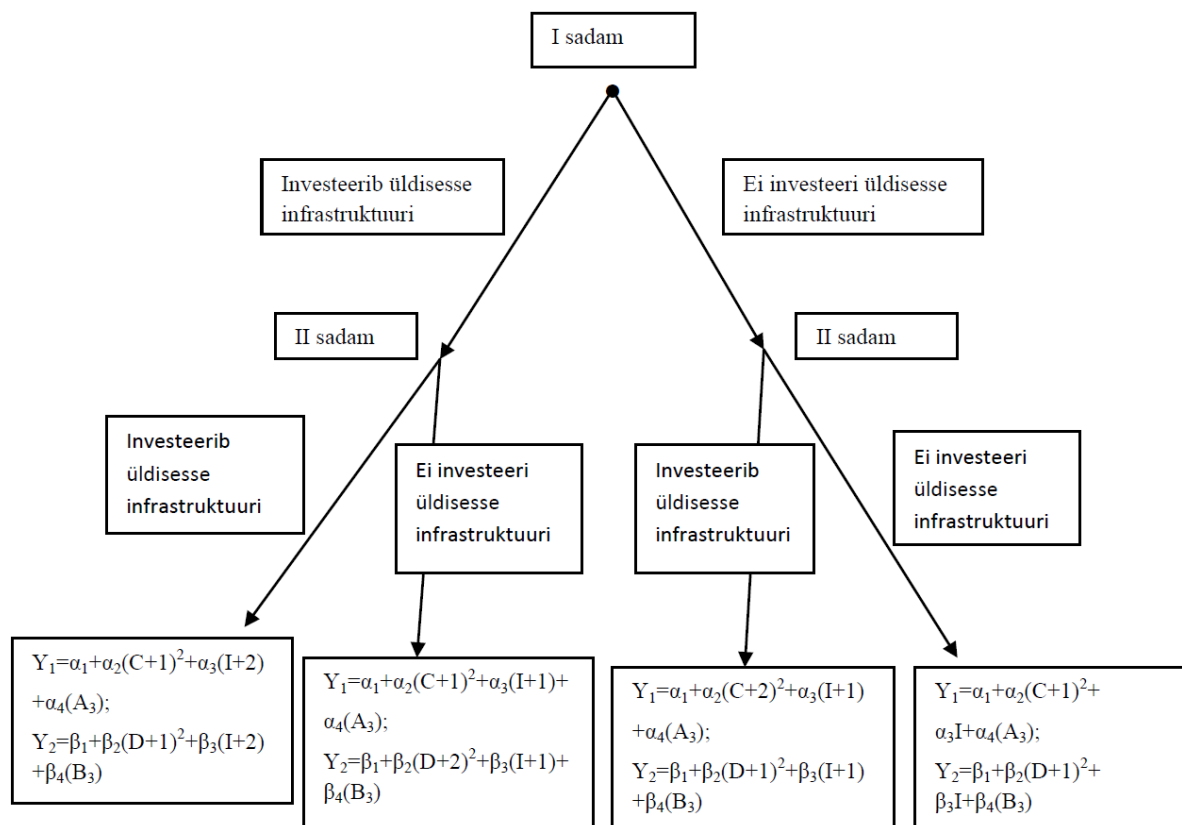 I sadam
Investeerib üldisesse
infrastruktuuri
Ei investeeri üldisesse
infrastruktuuri
II sadam
II sadam
Investeerib
üldisesse
infrastruktuuri
Ei investeeri
üldisesse
infrastruktuuri
Investeerib
üldisesse
infrastruktuuri
Ei investeeri
üldisesse
infrastruktuuri
Y₁=α₁+α₂(C+1)²+α₃(I+2)
+α₄(A₃);
Y₂=β₁+β₂(D+1)²+β₃(I+2)
+β₄(B₃)
Y₁=α₁+α₂(C+1)²+α₃(I+1)+
α₄(A₃);
Y₂=β₁+β₂(D+2)²+β₃(I+1)+
β₄(B₃)
Y₁=α₁+α₂(C+2)²+α₃(I+1)
+α₄(A₃);
Y₂=β₁+β₂(D+1)²+β₃(I+1)
+β₄(B₃)
Y₁=α₁+α₂(C+1)²+
α₃I+α₄(A₃);
Y₂=β₁+β₂(D+1)²+
β₃I+β₄(B₃)